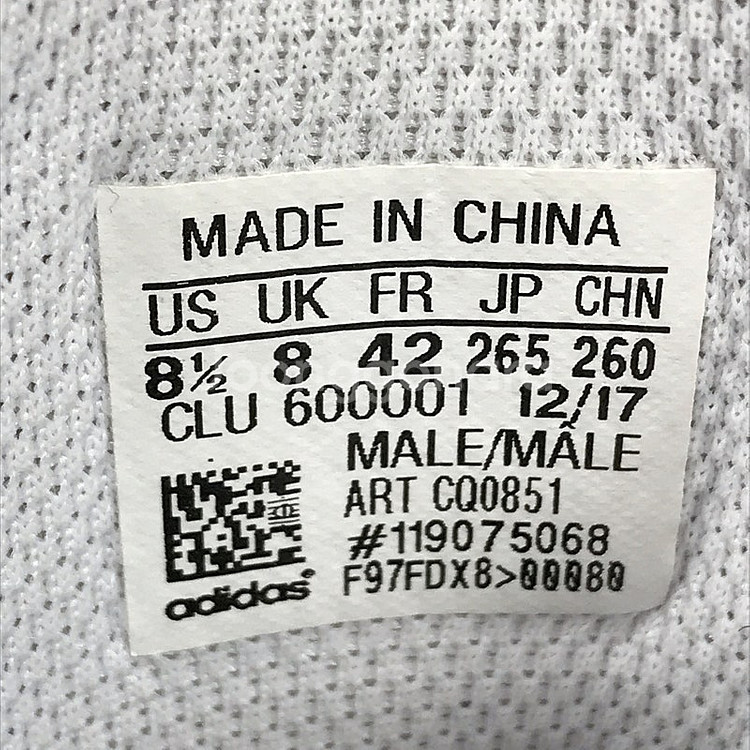 MADE IN CHINA
US UK FR JP CHN
8½ 8 42 265 260
CLU 600001 12/17
MALE/MÂLE
ART CQ0851
#119075068
F97FDX8>00080
adidas